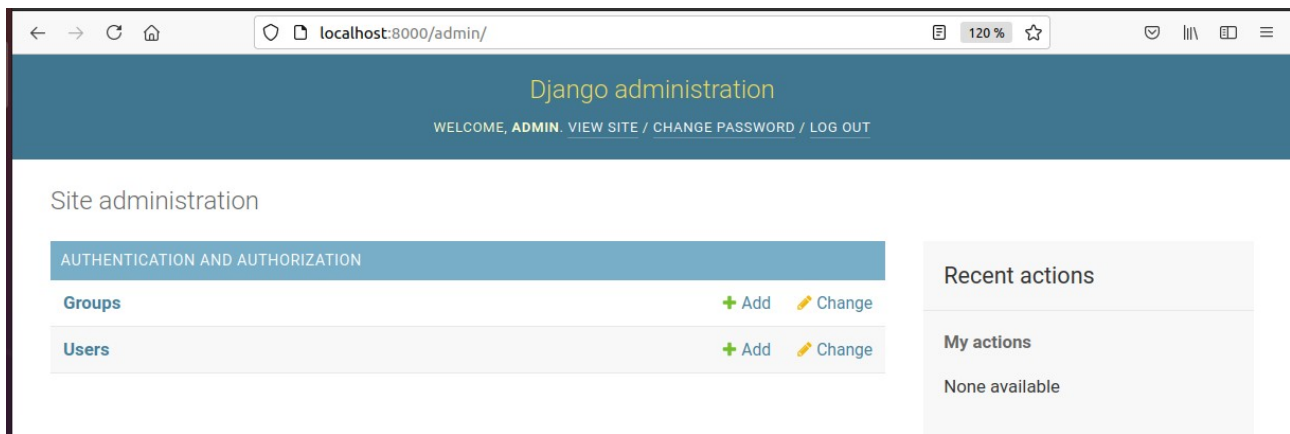 localhost:8000/admin/
120 %
Django administration
WELCOME, ADMIN. VIEW SITE / CHANGE PASSWORD / LOG OUT
Site administration
AUTHENTICATION AND AUTHORIZATION
Groups Add Change
Users Add Change
Recent actions
My actions
None available